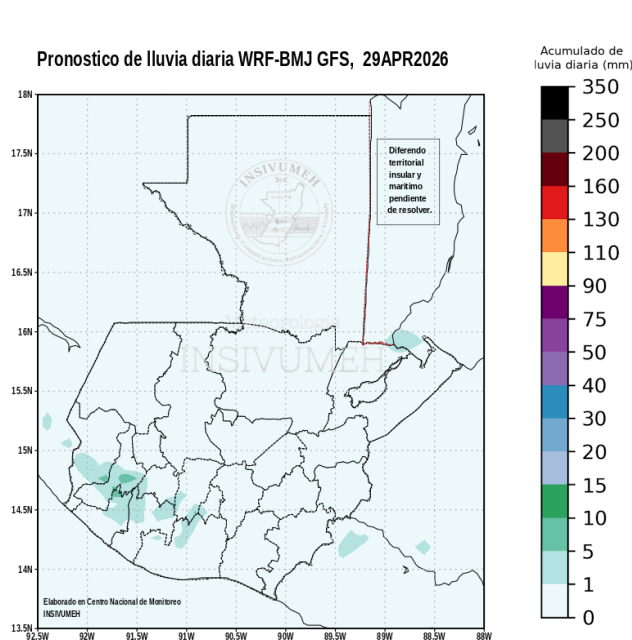 Pronostico de lluvia diaria WRF-BMJ GFS, 29APR2026
Acumulado de
lluvia diaria (mm)
18N
17.5N
17N
16.5N
16N
15.5N
15N
14.5N
14N
13.5N
92.5W
92W
91.5W
91W
90.5W
90W
89.5W
89W
88.5W
88W
Diferendo
territorial
insular y
maritimo
pendiente
de resolver.
INSIVUMEH
INSIVUMEH
Elaborado en Centro Nacional de Monitoreo
INSIVUMEH
350
250
200
160
130
110
90
75
50
40
30
20
15
10
5
1
0